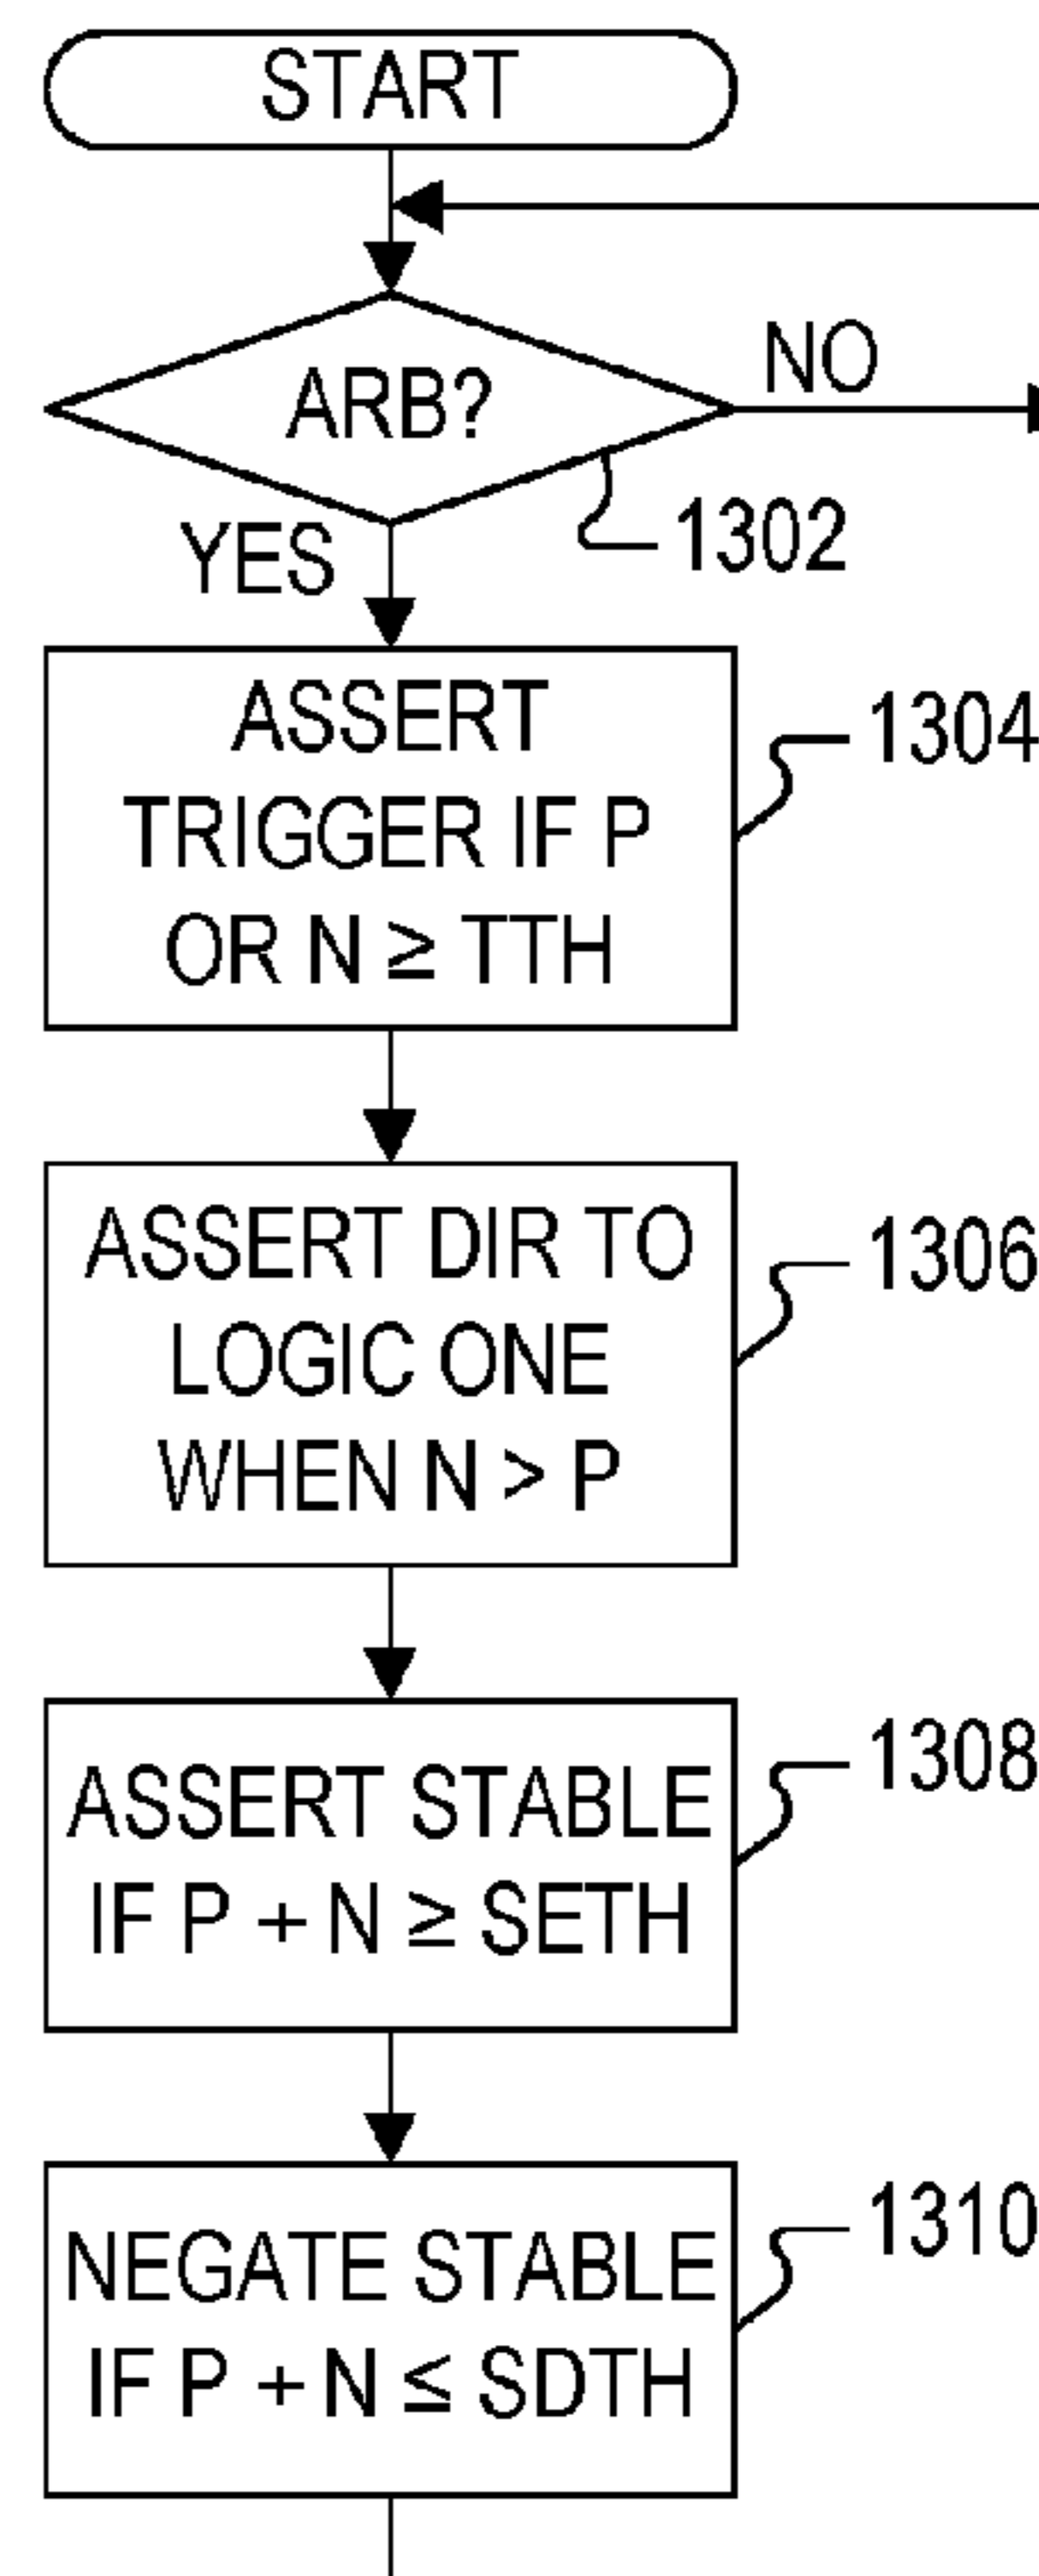 START
ARB?
NO
YES
1302
ASSERT
TRIGGER IF P
OR N ≥ TTH
1304
ASSERT DIR TO
LOGIC ONE
WHEN N > P
1306
ASSERT STABLE
IF P + N ≥ SETH
1308
NEGATE STABLE
IF P + N ≤ SDTH
1310